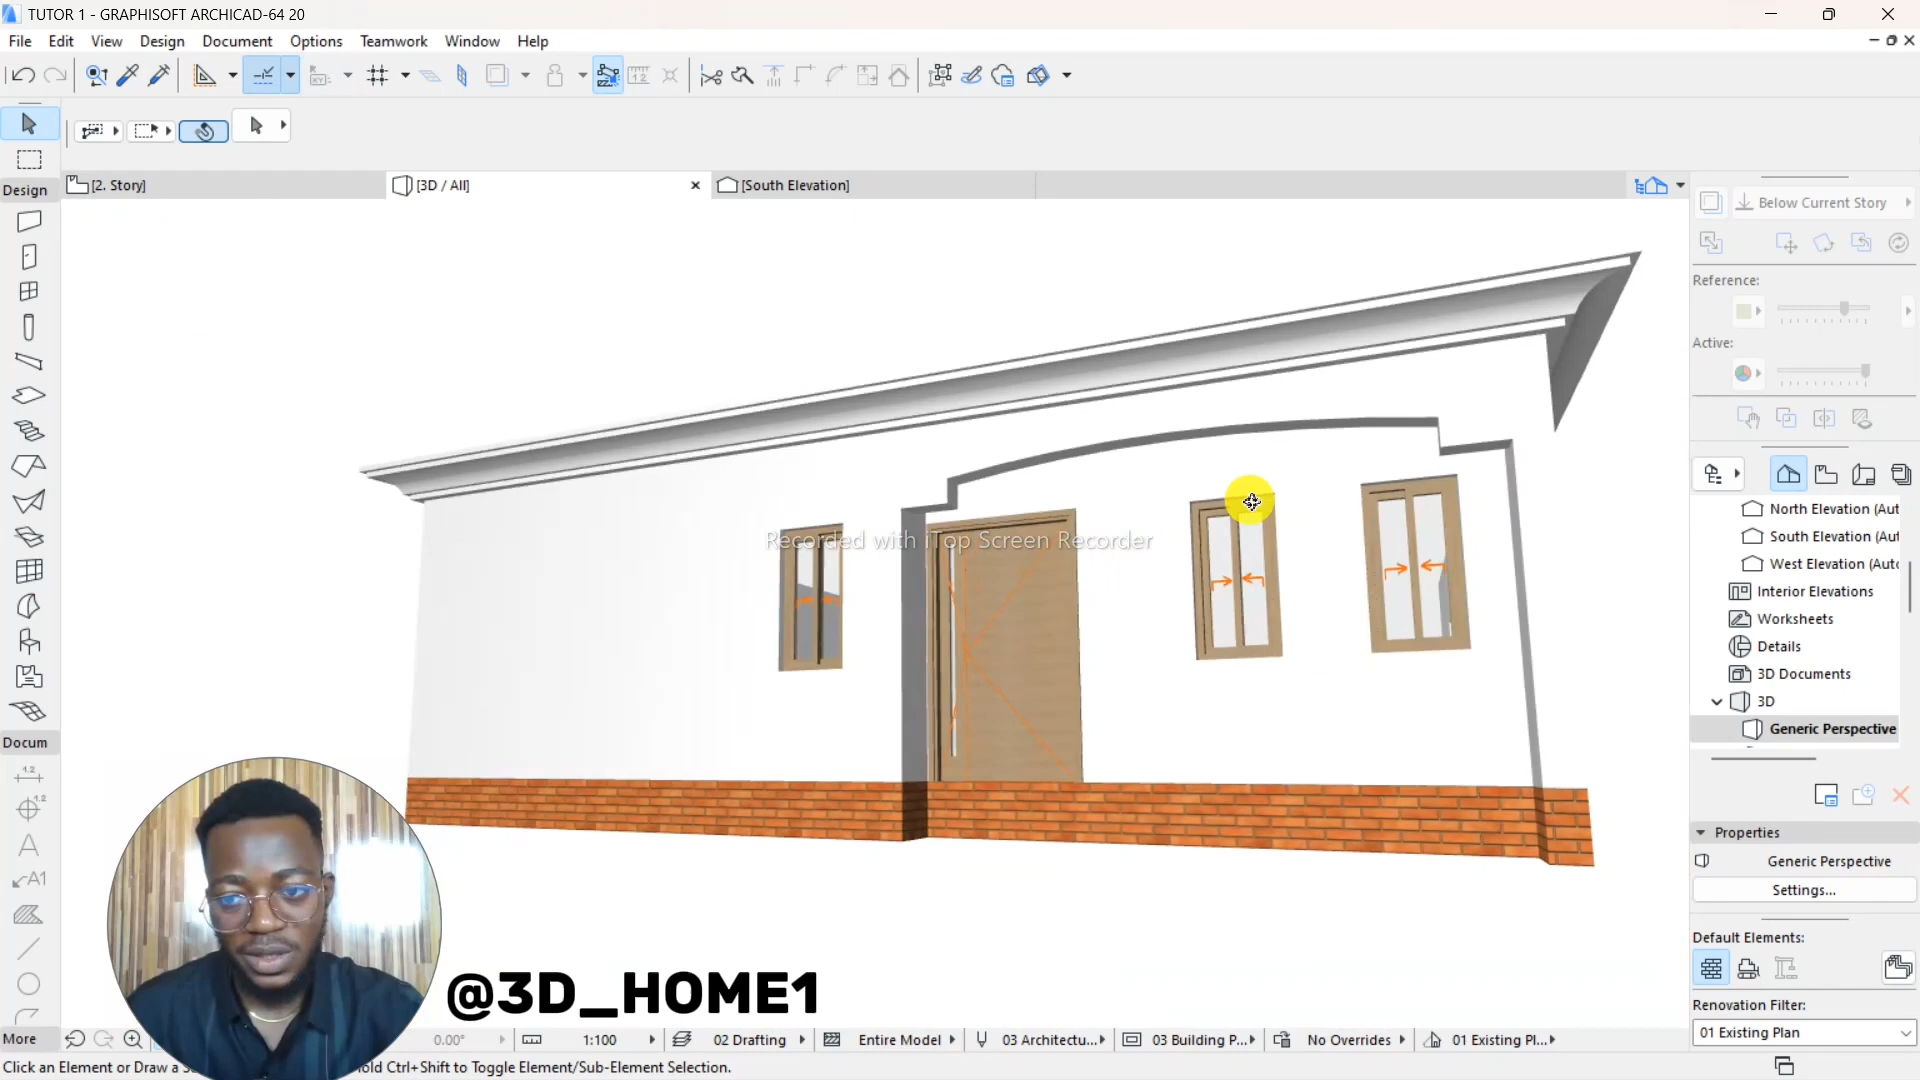 TUTOR 1 - GRAPHISOFT ARCHICAD-64 20
File Edit View Design Document Options Teamwork Window Help
[2. Story]
[3D / All]
[South Elevation]
Below Current Story
Design
Reference:
Active:
North Elevation (Aut
South Elevation (Aut
West Elevation (Auto
Interior Elevations
Worksheets
Details
3D Documents
3D
Generic Perspective
Recorded with iTop Screen Recorder
Docum
1.2
A
A1
Properties
Generic Perspective
Settings...
Default Elements:
Renovation Filter:
01 Existing Plan
@3D_HOME1
More
0.00°
1:100
02 Drafting
Entire Model
03 Architectu...
03 Building P...
No Overrides
01 Existing Pl...
Click an Element or Draw a S
old Ctrl+Shift to Toggle Element/Sub-Element Selection.